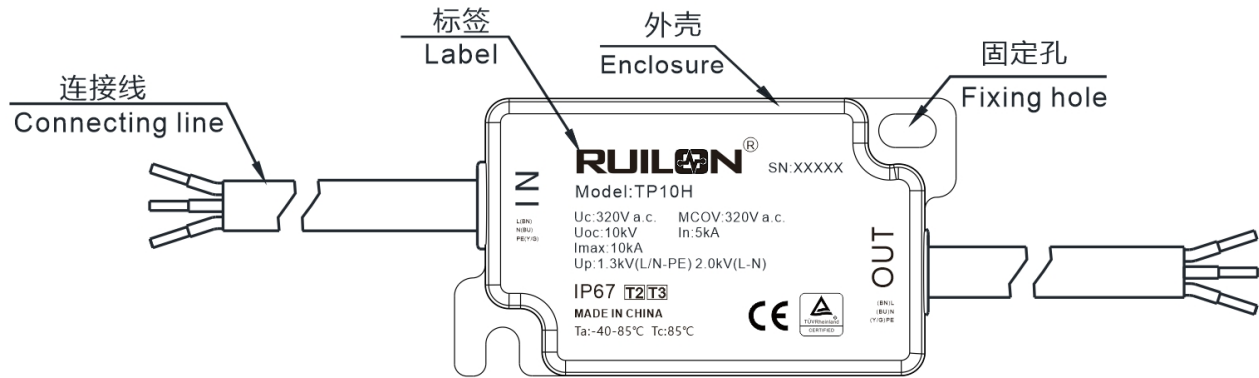 标签
Label
外壳
Enclosure
固定孔
Fixing hole
连接线
Connecting line
RUILON®
SN:XXXXX
Model:TP10H
Uc:320V a.c. MCOV:320V a.c.
Uoc:10kV In:5kA
Imax:10kA
Up:1.3kV(L/N-PE) 2.0kV(L-N)
IP67 T2 T3
MADE IN CHINA
Ta:-40-85℃ Tc:85℃
IN
L(BN)
N(BU)
PE(Y/G)
OUT
(BN)L
(BU)N
(Y/G)PE
CE
TÜVRheinland
CERTIFIED